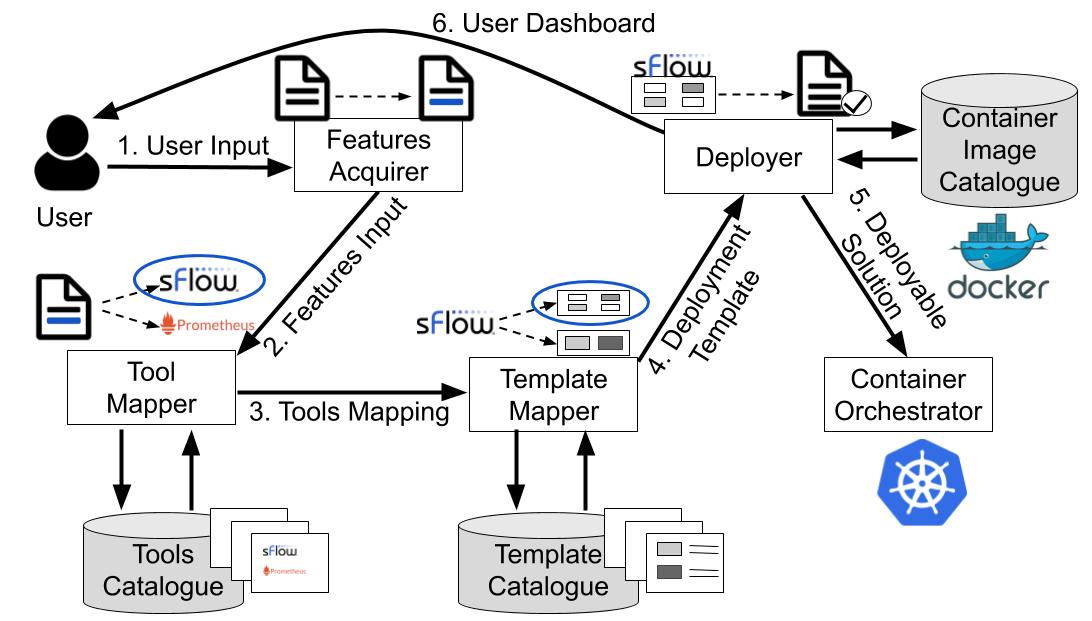 6. User Dashboard
sFlow
1. User Input
Features
Acquirer
Deployer
Container
Image
Catalogue
User
2. Features Input
sFlow
Prometheus
sFlow
4. Deployment
Template
5. Deployable
Solution
docker
Tool
Mapper
3. Tools Mapping
Template
Mapper
Container
Orchestrator
Tools
Catalogue
sFlow
Prometheus
Template
Catalogue